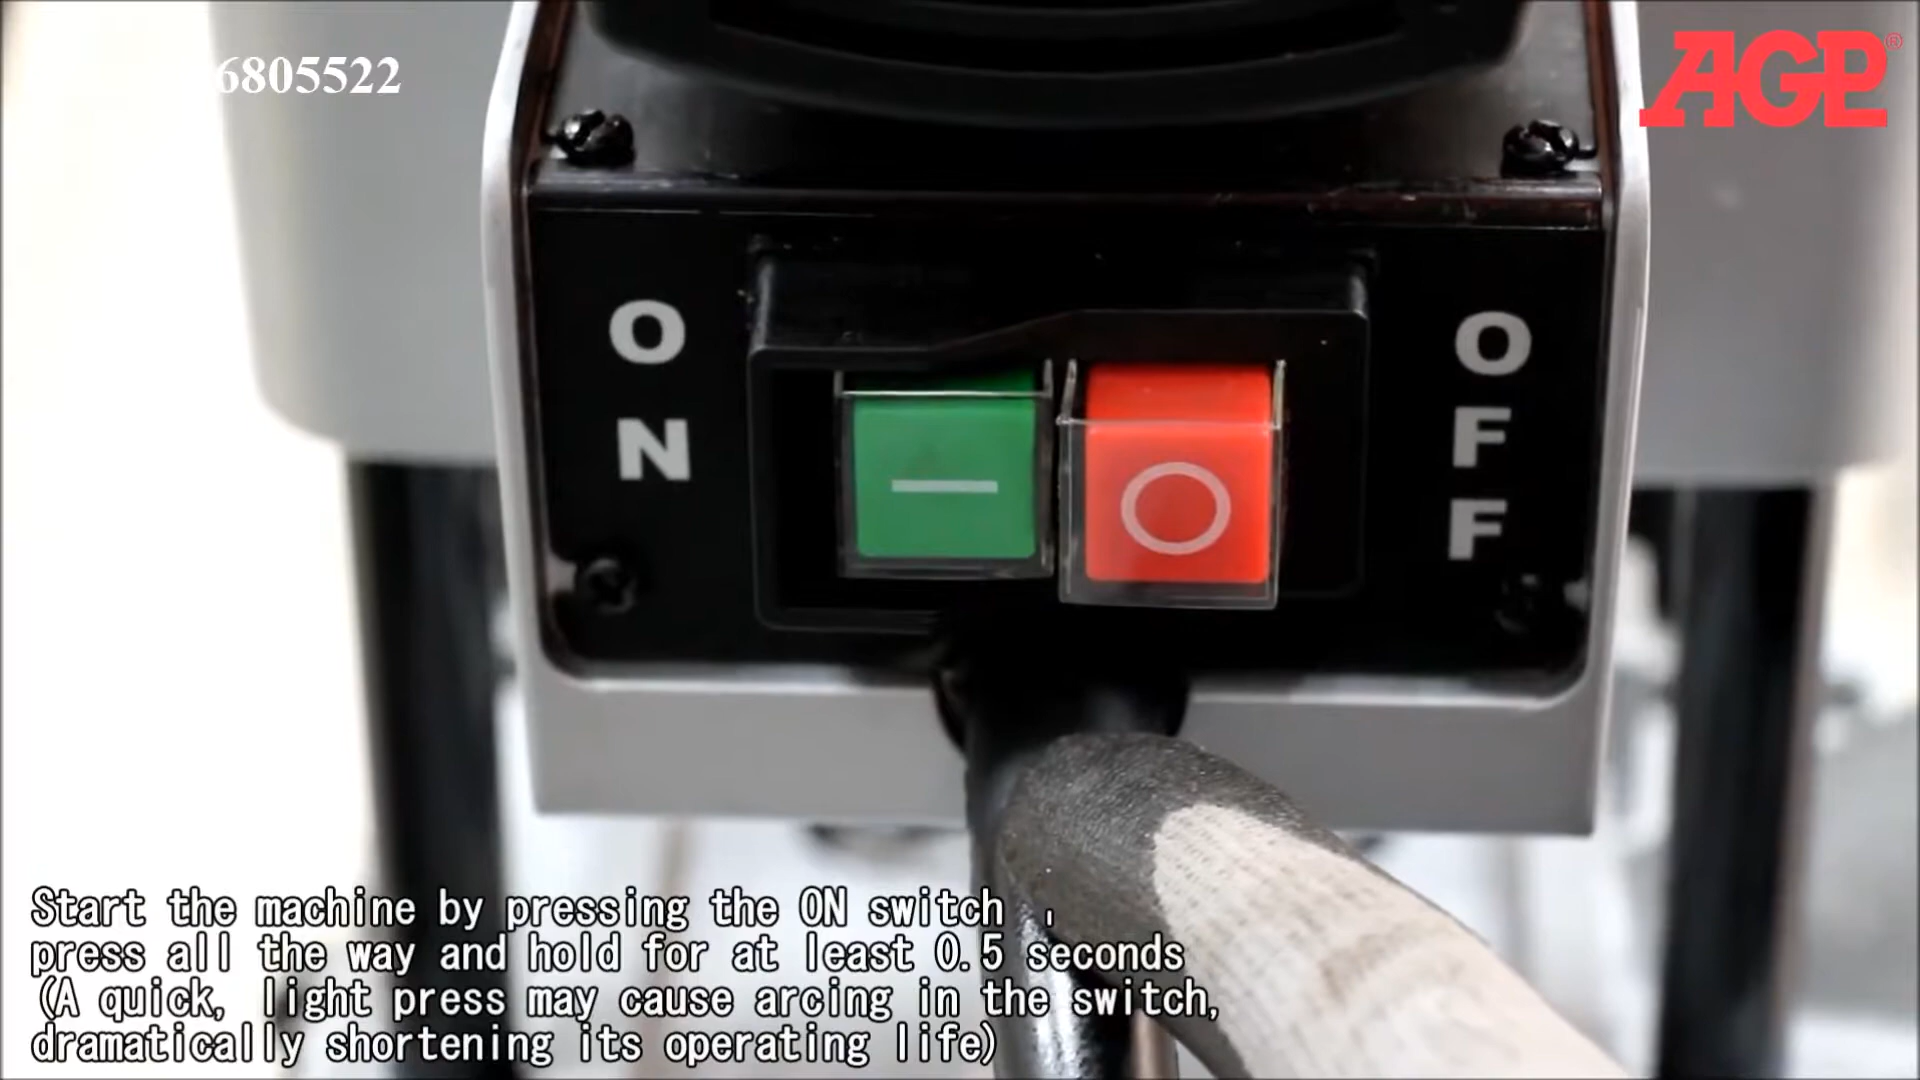 6805522
AGP®
ON
OFF
Start the machine by pressing the ON switch ,
press all the way and hold for at least 0.5 seconds
(A quick, light press may cause arcing in the switch,
dramatically shortening its operating life)